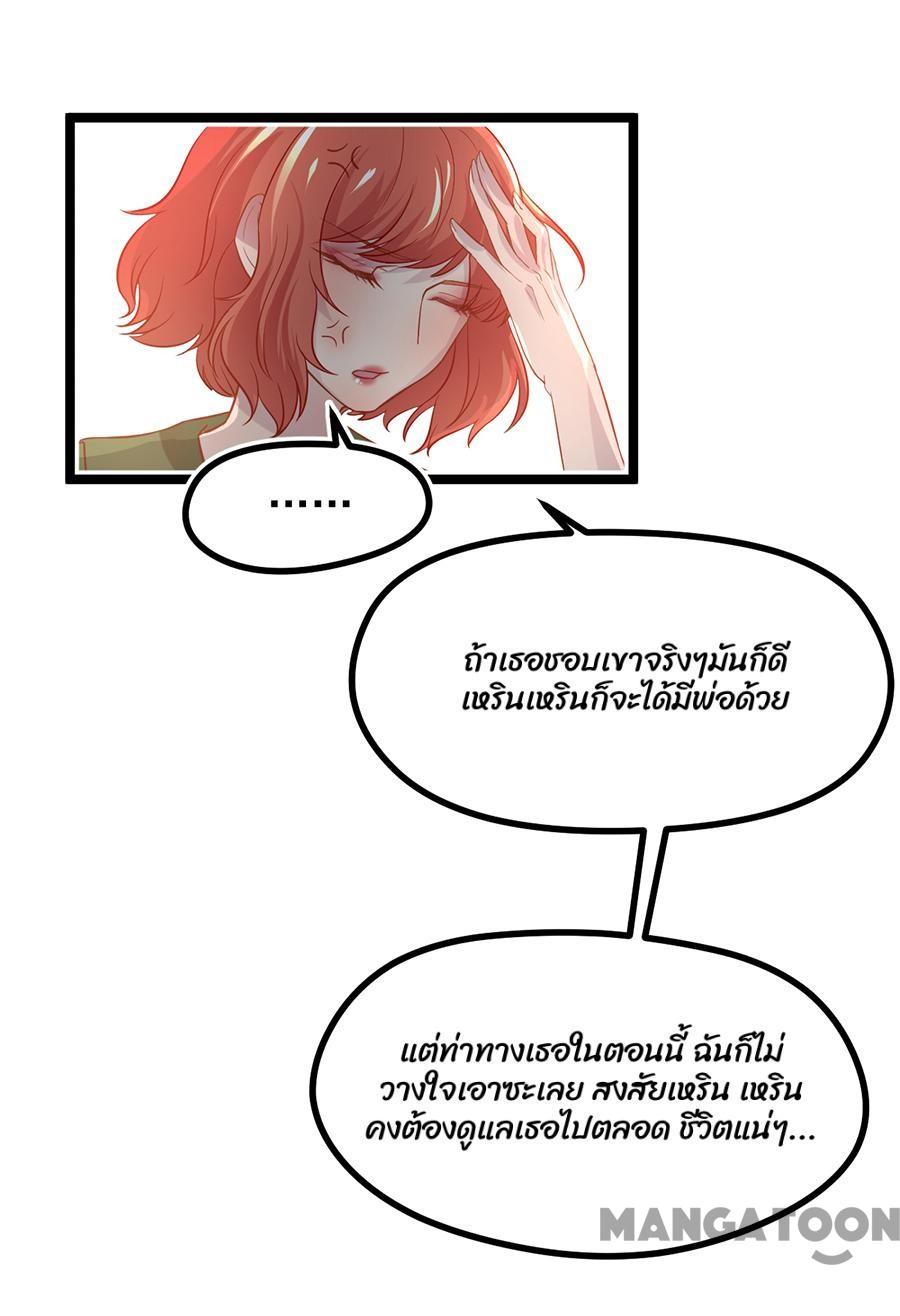 ......
ถ้าเธอชอบเขาจริงๆมันก็ดี
เหรินเหรินก็จะได้มีพ่อด้วย
แต่ท่าทางเธอในตอนนี้ ฉันก็ไม่
วางใจเอาซะเลย สงสัยเหริน เหริน
คงต้องดูแลเธอไปตลอด ชีวิตแน่ๆ...
MANGATOON